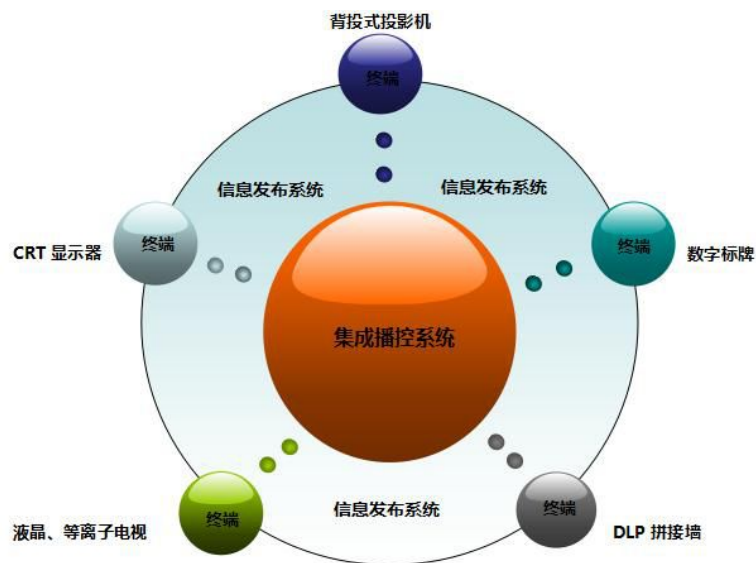 背投式投影机
终端
信息发布系统
信息发布系统
终端
CRT 显示器
终端
数字标牌
集成播控系统
终端
液晶、等离子电视
信息发布系统
终端
DLP 拼接墙